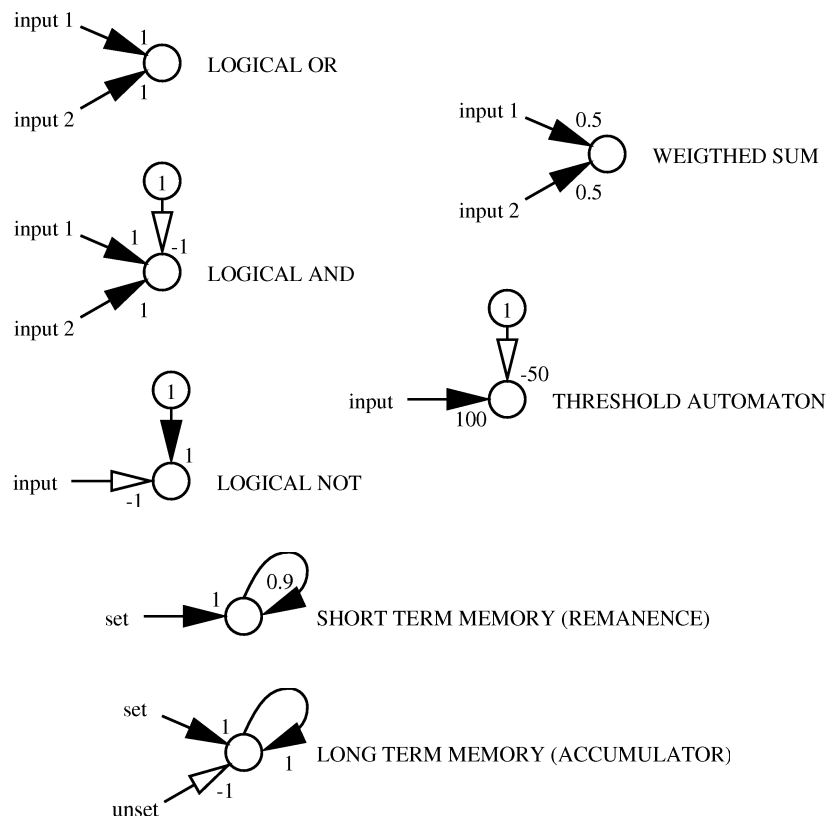 input 1
1
LOGICAL OR
1
input 2
input 1
0.5
WEIGTHED SUM
0.5
input 2
1
input 1
1
-1
LOGICAL AND
1
input 2
1
-50
input
100
THRESHOLD AUTOMATON
1
1
input
-1
LOGICAL NOT
0.9
1
set
SHORT TERM MEMORY (REMANENCE)
set
1
LONG TERM MEMORY (ACCUMULATOR)
1
-1
unset